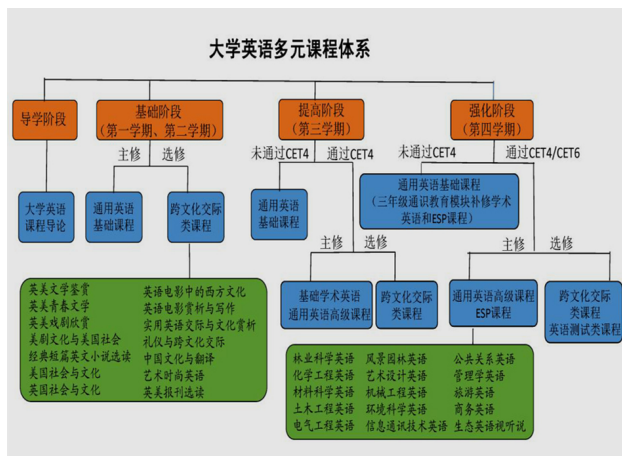 大学英语多元课程体系
导学阶段
基础阶段
（第一学期、第二学期）
提高阶段
（第三学期）
强化阶段
（第四学期）
主修
选修
未通过CET4
通过CET4
未通过CET4
通过CET4/CET6
大学英语
课程导论
通用英语
基础课程
跨文化交际
类课程
通用英语
基础课程
通用英语基础课程
（三年级通识教育模块补修学术
英语和ESP课程）
主修
选修
主修
选修
基础学术英语
通用英语高级课程
跨文化交际
类课程
通用英语高级课程
ESP课程
跨文化交际
类课程
英语测试类课程
英美文学鉴赏
英美青春文学
英美戏剧欣赏
美剧文化与美国社会
经典短篇英文小说选读
美国社会与文化
英国社会与文化
英语电影中的西方文化
英语电影赏析与写作
实用英语交际与文化赏析
礼仪与跨文化交际
中国文化与翻译
艺术时尚英语
英美报刊选读
林业科学英语
化学工程英语
材料科学英语
土木工程英语
电气工程英语
风景园林英语
艺术设计英语
机械工程英语
环境科学英语
信息通讯技术英语
公共关系英语
管理学英语
旅游英语
商务英语
生态英语视听说